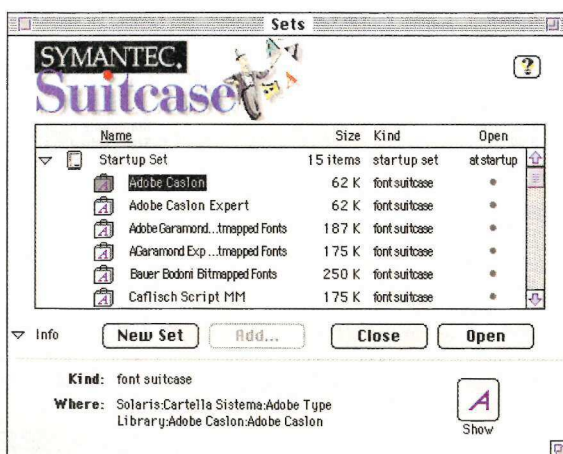 Sets
SYMANTEC.
Suitcase
?
Name Size Kind Open
Startup Set 15 items startup set at startup
Adobe Caslon 62 K font suitcase
Adobe Caslon Expert 62 K font suitcase
Adobe Garamond...tmapped Fonts 187 K font suitcase
AGaramond Exp ...tmapped Fonts 175 K font suitcase
Bauer Bodoni Bitmapped Fonts 250 K font suitcase
Caflisch Script MM 175 K font suitcase
Info New Set Add... Close Open
Kind: font suitcase
Where: Solaris:Cartella Sistema:Adobe Type
Library:Adobe Caslon:Adobe Caslon
A
Show